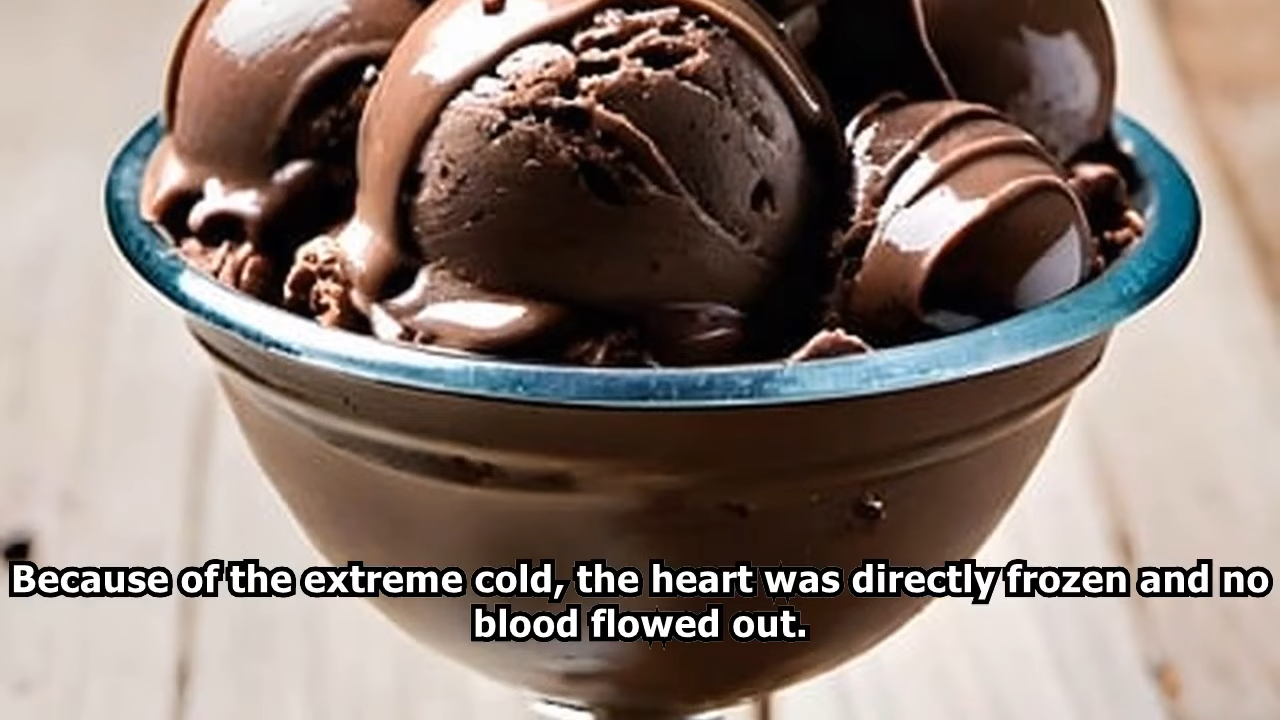 Because of the extreme cold, the heart was directly frozen and no
blood flowed out.